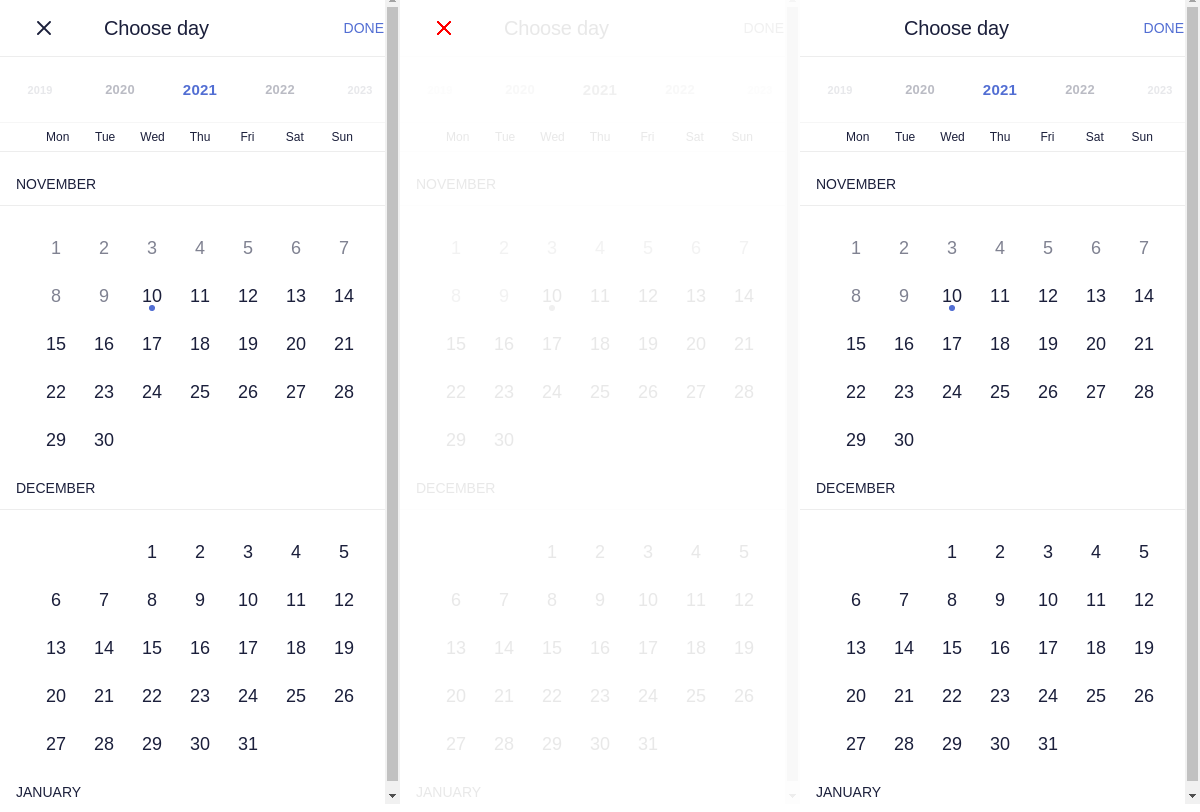 Choose day DONE
2019 2020 2021 2022 2023
Mon Tue Wed Thu Fri Sat Sun
NOVEMBER
1 2 3 4 5 6 7
8 9 10 11 12 13 14
15 16 17 18 19 20 21
22 23 24 25 26 27 28
29 30
DECEMBER
1 2 3 4 5
6 7 8 9 10 11 12
13 14 15 16 17 18 19
20 21 22 23 24 25 26
27 28 29 30 31
JANUARY
Choose day DONE
2019 2020 2021 2022 2023
Mon Tue Wed Thu Fri Sat Sun
NOVEMBER
1 2 3 4 5 6 7
8 9 10 11 12 13 14
15 16 17 18 19 20 21
22 23 24 25 26 27 28
29 30
DECEMBER
1 2 3 4 5
6 7 8 9 10 11 12
13 14 15 16 17 18 19
20 21 22 23 24 25 26
27 28 29 30 31
JANUARY
Choose day DONE
2019 2020 2021 2022 2023
Mon Tue Wed Thu Fri Sat Sun
NOVEMBER
1 2 3 4 5 6 7
8 9 10 11 12 13 14
15 16 17 18 19 20 21
22 23 24 25 26 27 28
29 30
DECEMBER
1 2 3 4 5
6 7 8 9 10 11 12
13 14 15 16 17 18 19
20 21 22 23 24 25 26
27 28 29 30 31
JANUARY